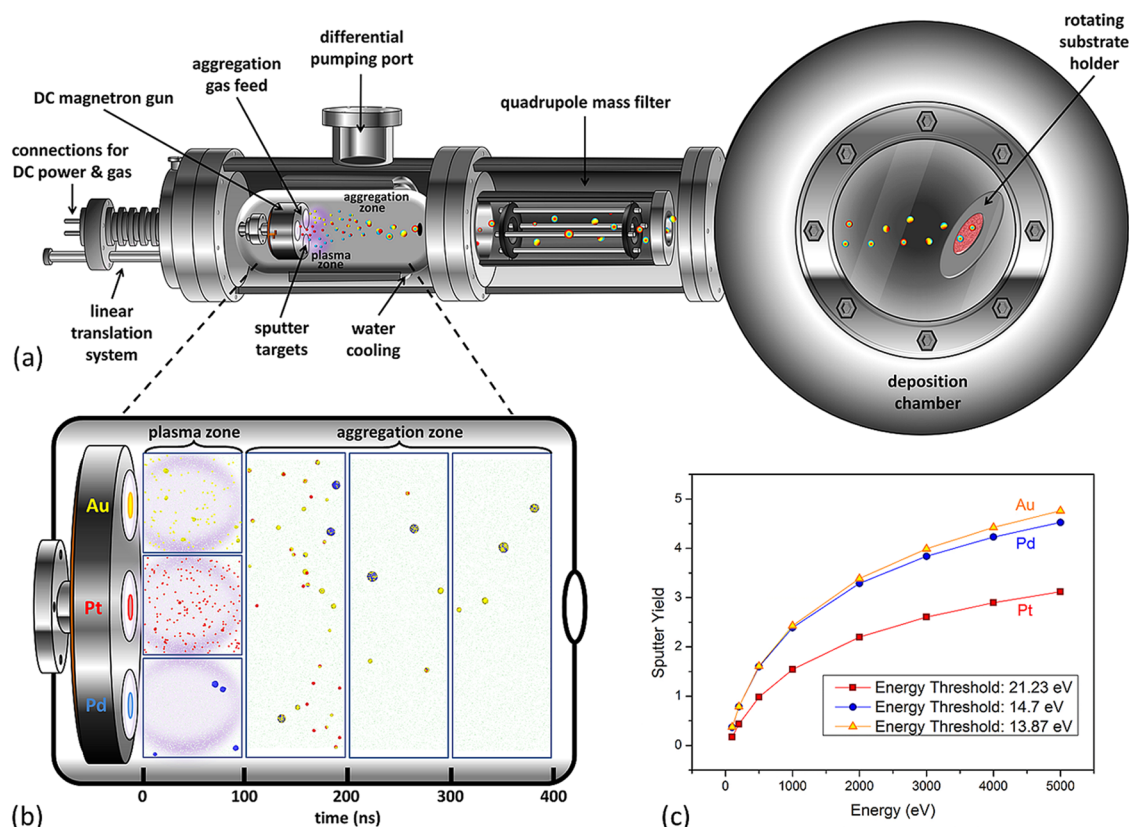 differential
pumping port
rotating
substrate
holder
aggregation
gas feed
DC magnetron gun
quadrupole mass filter
connections for
DC power & gas
aggregation
zone
plasma
zone
linear
translation
system
sputter
targets
water
cooling
deposition
chamber
(a)
plasma zone
aggregation zone
Au
Pt
Pd
0 100 200 300 400
time (ns)
(b)
5
4
3
2
1
0
Sputter Yield
Au
Pd
Pt
Energy Threshold: 21.23 eV
Energy Threshold: 14.7 eV
Energy Threshold: 13.87 eV
0 1000 2000 3000 4000 5000
Energy (eV)
(c)